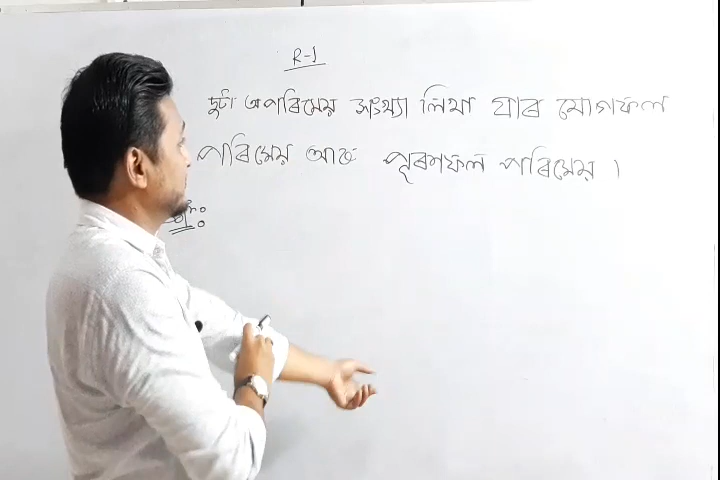 R-1
দুটা অপৰিমেয় সংখ্যা লিখা যাৰ যোগফল
পৰিমেয় আৰু পূৰণফল পৰিমেয় ।